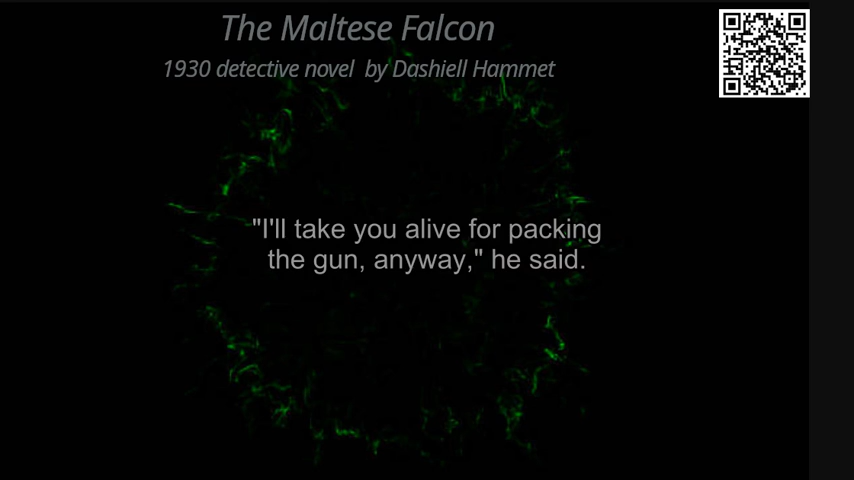 The Maltese Falcon
1930 detective novel by Dashiell Hammet
"I'll take you alive for packing
the gun, anyway," he said.